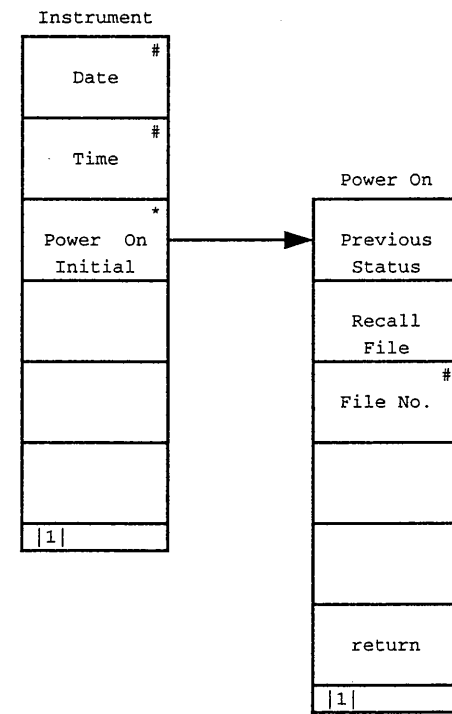 Instrument
#
Date
#
Time
*
Power On
Initial
|1|
Power On
Previous
Status
Recall
File
#
File No.
return
|1|